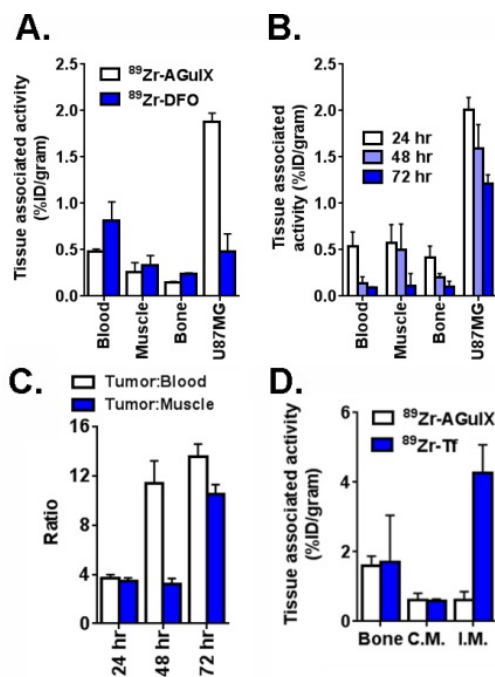 A.
⁸⁹Zr-AGuIX
⁸⁹Zr-DFO
Tissue associated activity
(%ID/gram)
2.5
2.0
1.5
1.0
0.5
0.0
Blood
Muscle
Bone
U87MG
B.
24 hr
48 hr
72 hr
Tissue associated
activity (%ID/gram)
2.5
2.0
1.5
1.0
0.5
0.0
Blood
Muscle
Bone
U87MG
C.
Tumor:Blood
Tumor:Muscle
Ratio
16
12
8
4
0
24 hr
48 hr
72 hr
D.
⁸⁹Zr-AGuIX
⁸⁹Zr-Tf
Tissue associated activity
(%ID/gram)
6
4
2
0
Bone C.M. I.M.